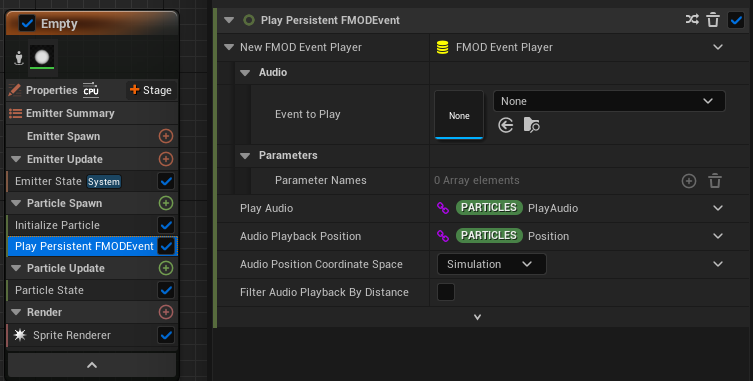 Empty
Properties CPU Stage
Emitter Summary
Emitter Spawn
Emitter Update
Emitter State System
Particle Spawn
Initialize Particle
Play Persistent FMODEvent
Particle Update
Particle State
Render
Sprite Renderer
Play Persistent FMODEvent
New FMOD Event Player FMOD Event Player
Audio
Event to Play None None
Parameters
Parameter Names 0 Array elements
Play Audio PARTICLES PlayAudio
Audio Playback Position PARTICLES Position
Audio Position Coordinate Space Simulation
Filter Audio Playback By Distance